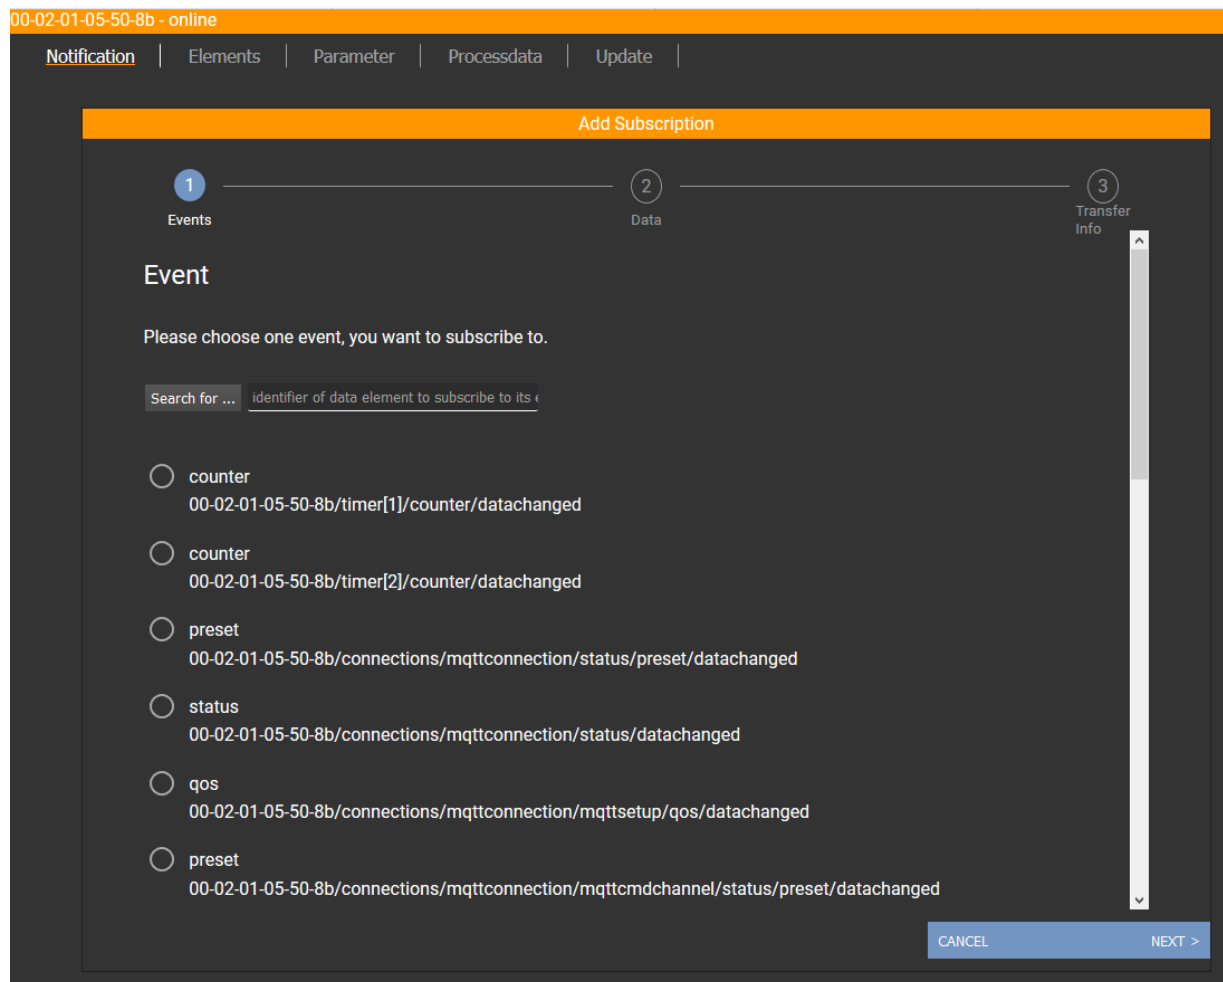 00-02-01-05-50-8b - online
Notification Elements Parameter Processdata Update
Add Subscription
1 2 3
Events Data Transfer
Info
Event
Please choose one event, you want to subscribe to.
Search for ... identifier of data element to subscribe to its
counter
00-02-01-05-50-8b/timer[1]/counter/datachanged
counter
00-02-01-05-50-8b/timer[2]/counter/datachanged
preset
00-02-01-05-50-8b/connections/mqttconnection/status/preset/datachanged
status
00-02-01-05-50-8b/connections/mqttconnection/status/datachanged
qos
00-02-01-05-50-8b/connections/mqttconnection/mqttsetup/qos/datachanged
preset
00-02-01-05-50-8b/connections/mqttconnection/mqttcmdchannel/status/preset/datachanged
CANCEL NEXT >